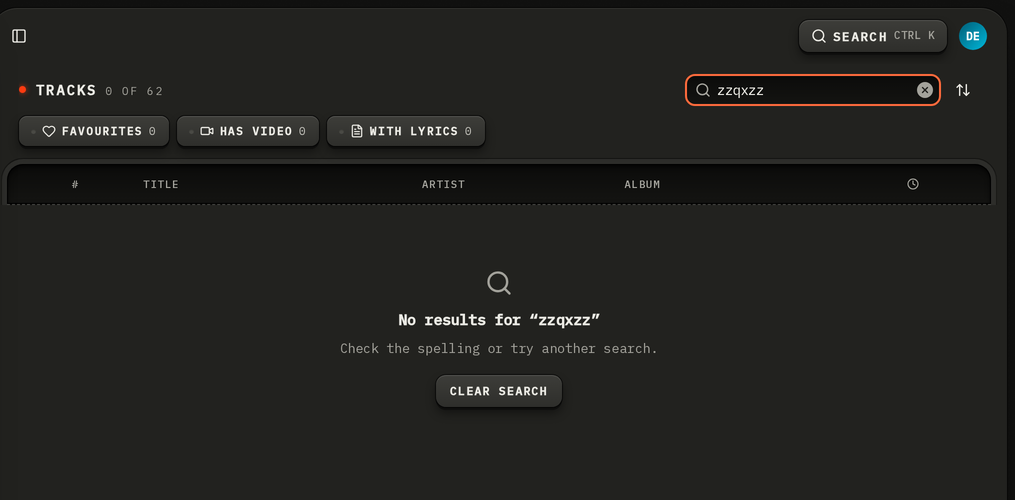 SEARCH CTRL K
DE
TRACKS 0 OF 62
zzqxzz
FAVOURITES 0
HAS VIDEO 0
WITH LYRICS 0
# TITLE ARTIST ALBUM
No results for “zzqxzz”
Check the spelling or try another search.
CLEAR SEARCH